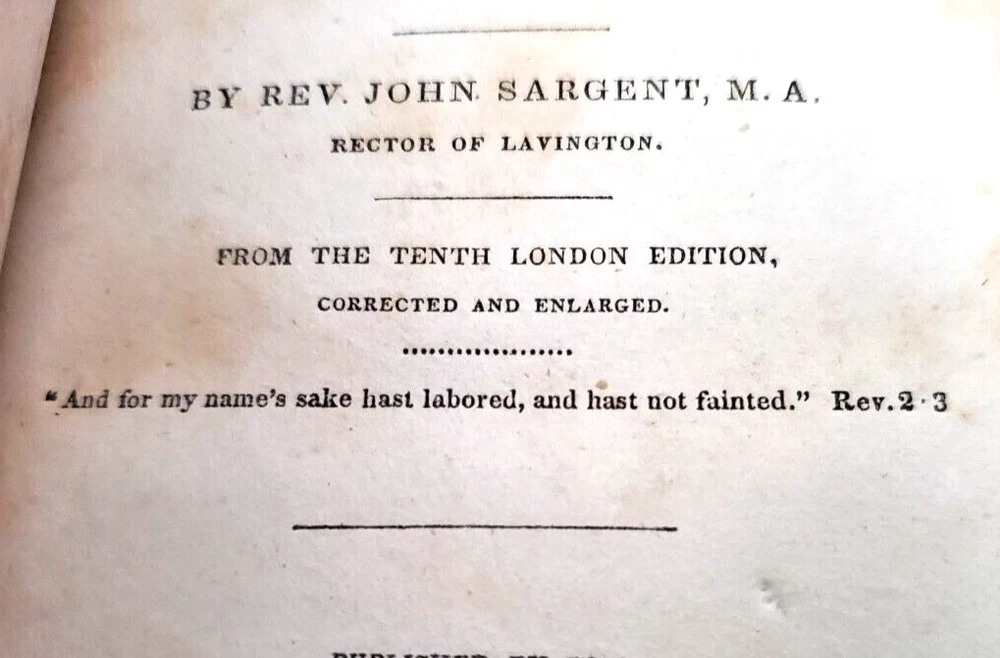 BY REV. JOHN SARGENT, M. A.
RECTOR OF LAVINGTON.
FROM THE TENTH LONDON EDITION,
CORRECTED AND ENLARGED.
"And for my name's sake hast labored, and hast not fainted." Rev. 2·3